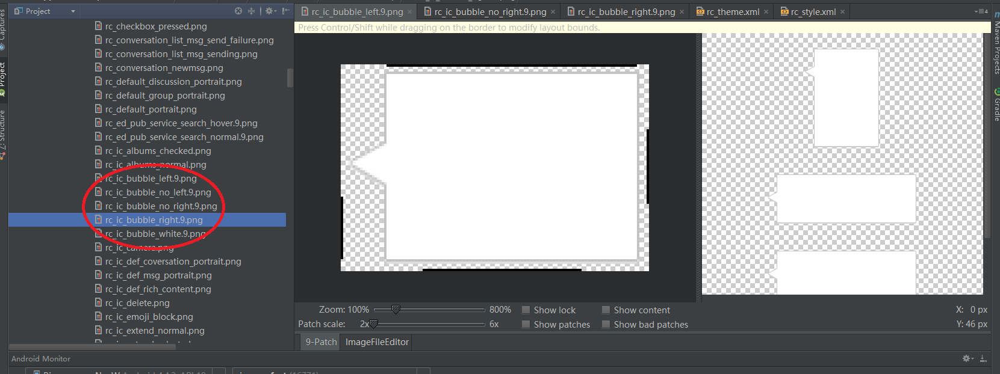 Project
rc_ic_bubble_left.9.png
rc_ic_bubble_no_right.9.png
rc_ic_bubble_right.9.png
rc_theme.xml
rc_style.xml
Press Control/Shift while dragging on the border to modify layout bounds.
Captures
Project
7: Structure
rc_checkbox_pressed.png
rc_conversation_list_msg_send_failure.png
rc_conversation_list_msg_sending.png
rc_conversation_newmsg.png
rc_default_discussion_portrait.png
rc_default_group_portrait.png
rc_default_portrait.png
rc_ed_pub_service_search_hover.9.png
rc_ed_pub_service_search_normal.9.png
rc_ic_albums_checked.png
rc_ic_albums_normal.png
rc_ic_bubble_left.9.png
rc_ic_bubble_no_left.9.png
rc_ic_bubble_no_right.9.png
rc_ic_bubble_right.9.png
rc_ic_bubble_white.9.png
rc_ic_camera.png
rc_ic_def_coversation_portrait.png
rc_ic_def_msg_portrait.png
rc_ic_def_rich_content.png
rc_ic_delete.png
rc_ic_emoji_block.png
rc_ic_extend_normal.png
Maven Projects
Gradle
Zoom: 100% 800% Show lock Show content X: 0 px
Patch scale: 2x 6x Show patches Show bad patches Y: 46 px
9-Patch ImageFileEditor
Android Monitor